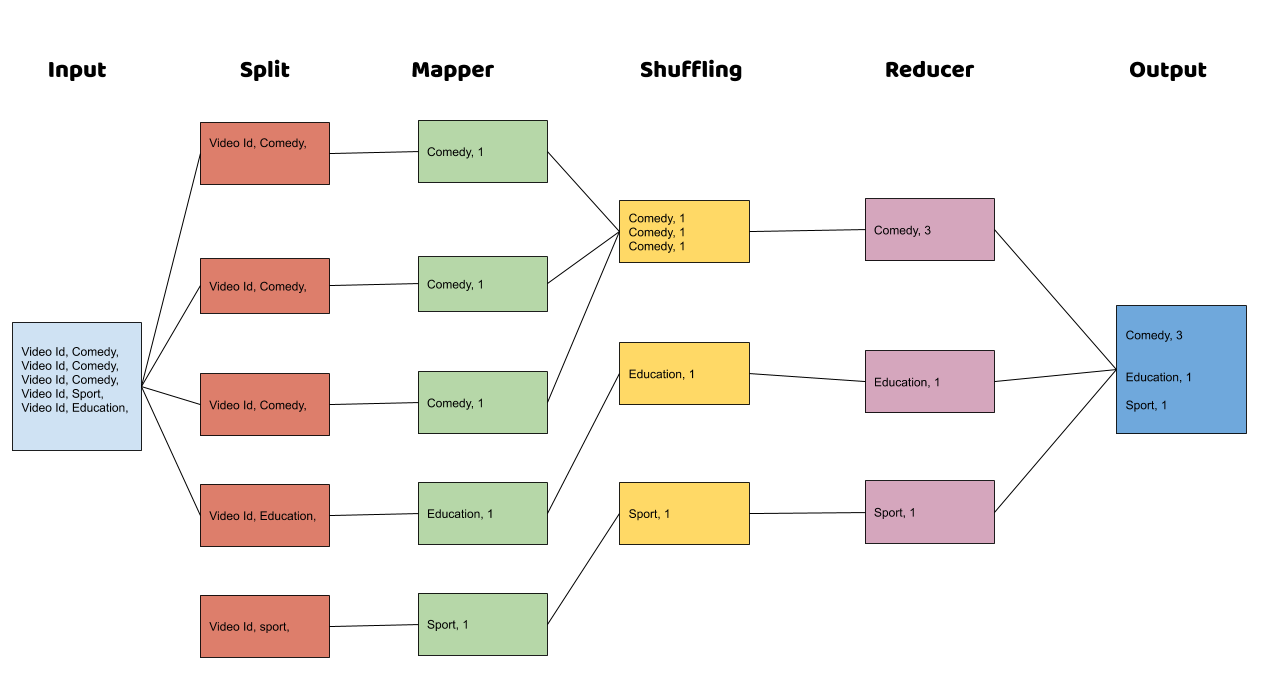 Input
Split
Mapper
Shuffling
Reducer
Output
Video Id, Comedy,
Video Id, Comedy,
Video Id, Comedy,
Video Id, Sport,
Video Id, Education,
Video Id, Comedy,
Video Id, Comedy,
Video Id, Comedy,
Video Id, Education,
Video Id, sport,
Comedy, 1
Comedy, 1
Comedy, 1
Education, 1
Sport, 1
Comedy, 1
Comedy, 1
Comedy, 1
Education, 1
Sport, 1
Comedy, 3
Education, 1
Sport, 1
Comedy, 3
Education, 1
Sport, 1